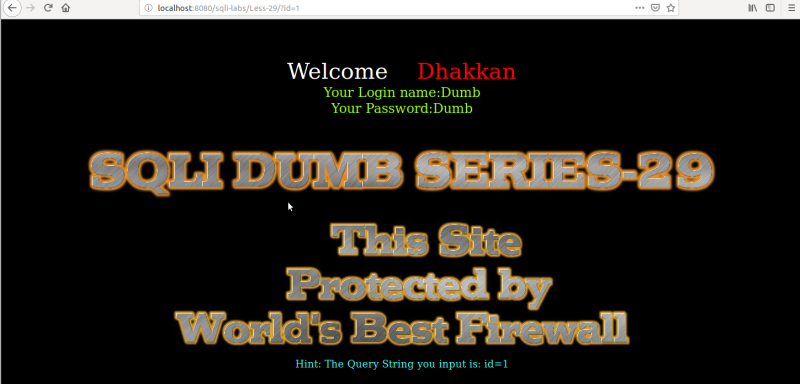 localhost:8080/sqli-labs/Less-29/?id=1
Welcome Dhakkan
Your Login name:Dumb
Your Password:Dumb
SQLI DUMB SERIES-29
This Site
Protected by
World's Best Firewall
Hint: The Query String you input is: id=1